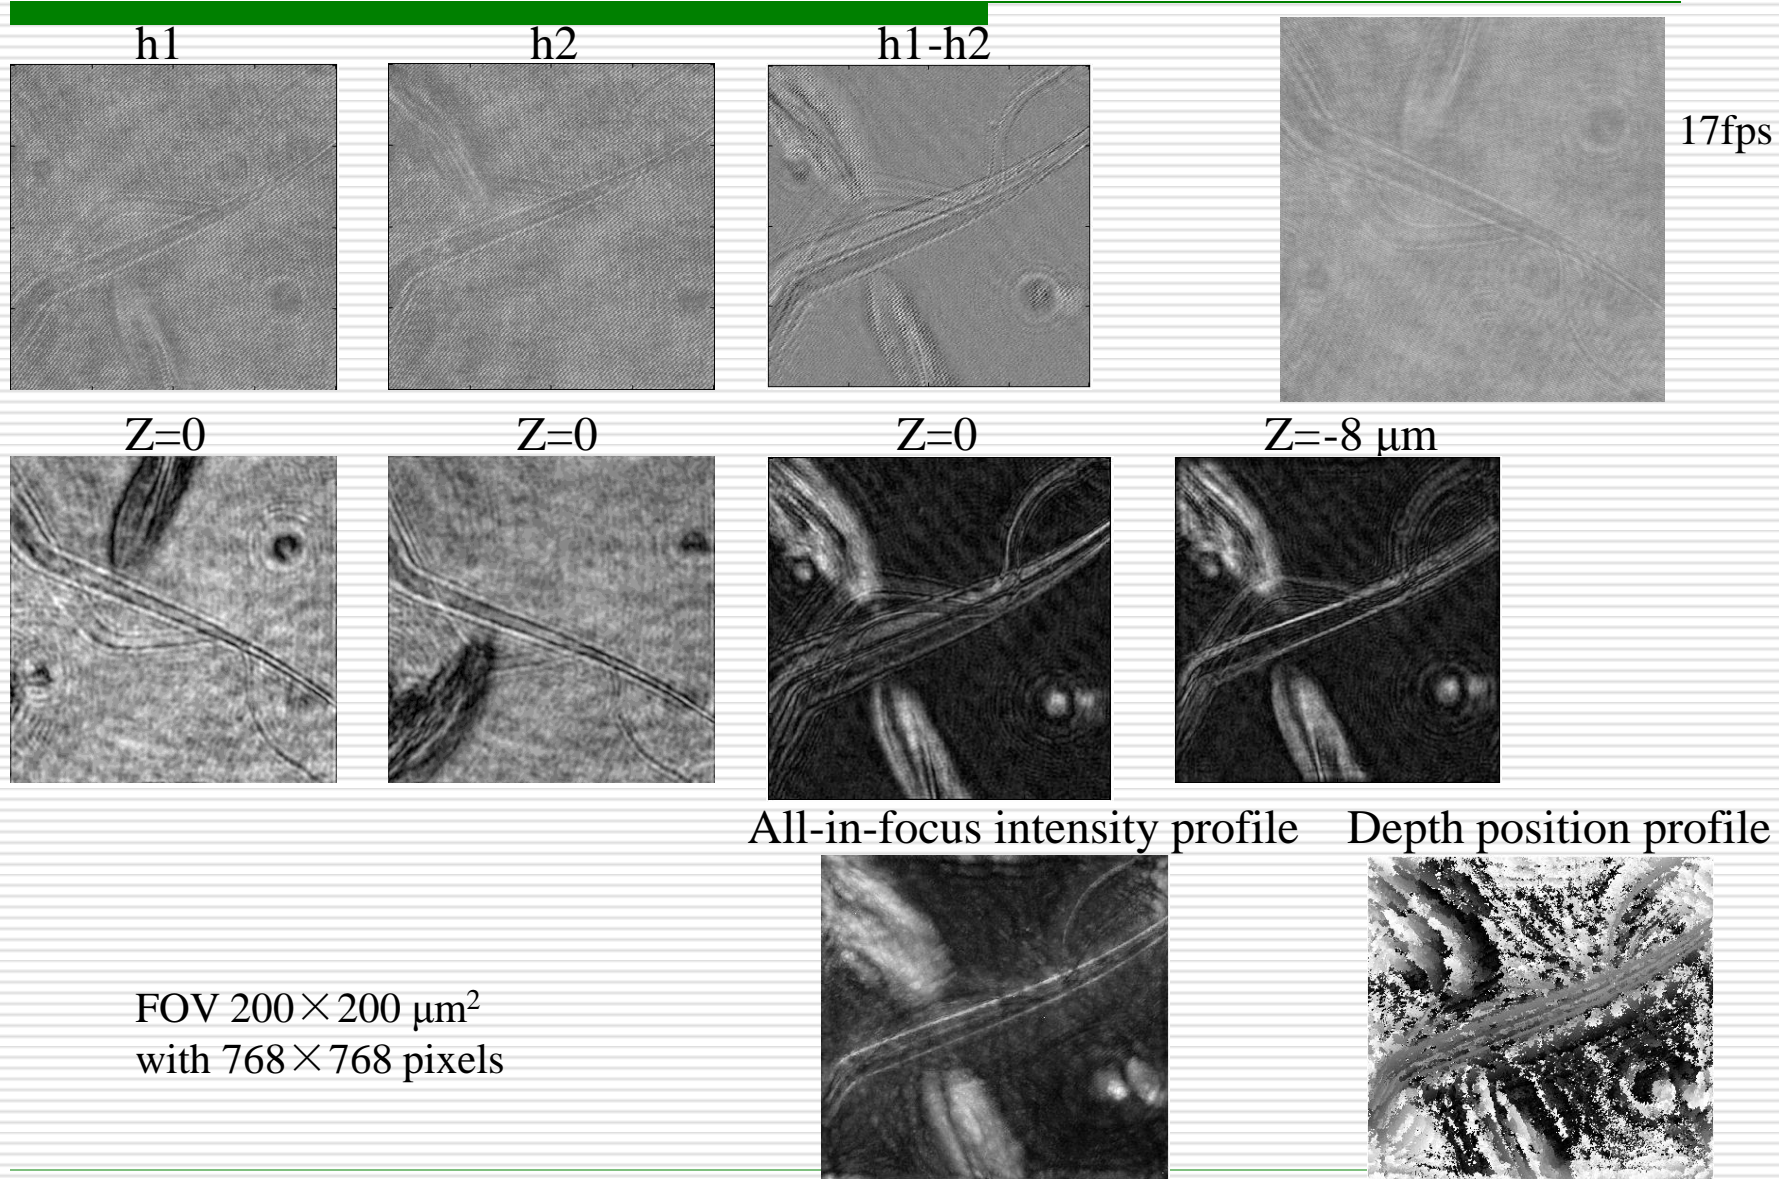 h1
h2
h1-h2
17fps
Z=0
Z=0
Z=0
Z=-8 μm
All-in-focus intensity profile
Depth position profile
FOV 200×200 μm²
with 768×768 pixels